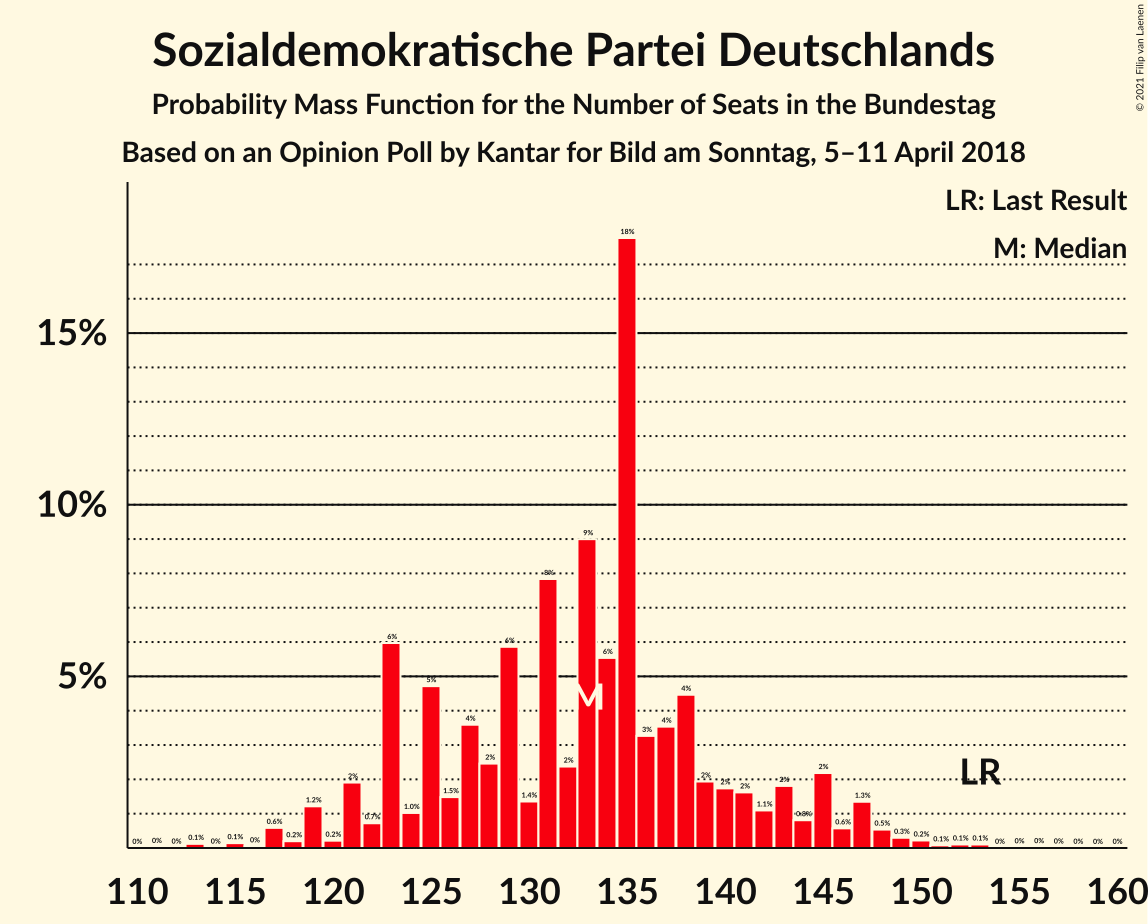 Sozialdemokratische Partei Deutschlands
Probability Mass Function for the Number of Seats in the Bundestag
Based on an Opinion Poll by Kantar for Bild am Sonntag, 5–11 April 2018
© 2021 Filip van Laenen
LR: Last Result
M: Median
15%
10%
5%
0% 0% 0% 0.1% 0% 0.1% 0% 0.6% 0.2% 1.2% 0.2% 2% 0.7% 6% 1.0% 5% 1.5% 4% 2% 6% 1.4% 8% 2% 9% 6% 18% 3% 4% 4% 2% 2% 2% 1.1% 2% 0.8% 2% 0.6% 1.3% 0.5% 0.3% 0.2% 0.1% 0.1% 0.1% 0% 0% 0% 0% 0% 0% 0%
M
LR
110 115 120 125 130 135 140 145 150 155 160